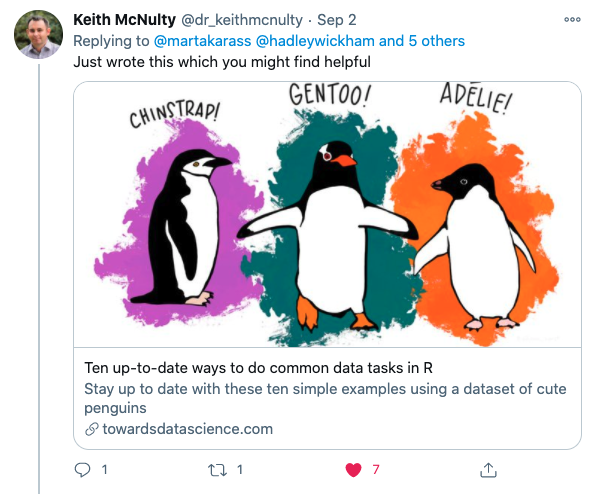 Keith McNulty @dr_keithmcnulty · Sep 2
Replying to @martakarass @hadleywickham and 5 others
Just wrote this which you might find helpful
CHINSTRAP! GENTOO! ADÉLIE!
Ten up-to-date ways to do common data tasks in R
Stay up to date with these ten simple examples using a dataset of cute
penguins
towardsdatascience.com
1 1 7